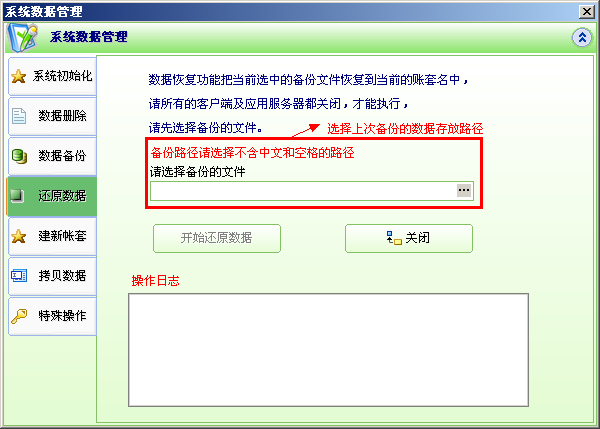 系统数据管理
系统数据管理
系统初始化
数据删除
数据备份
还原数据
建新帐套
拷贝数据
特殊操作
数据恢复功能把当前选中的备份文件恢复到当前的账套名中，
请所有的客户端及应用服务器都关闭，才能执行，
请先选择备份的文件。
选择上次备份的数据存放路径
备份路径请选择不含中文和空格的路径
请选择备份的文件
开始还原数据
关闭
操作日志